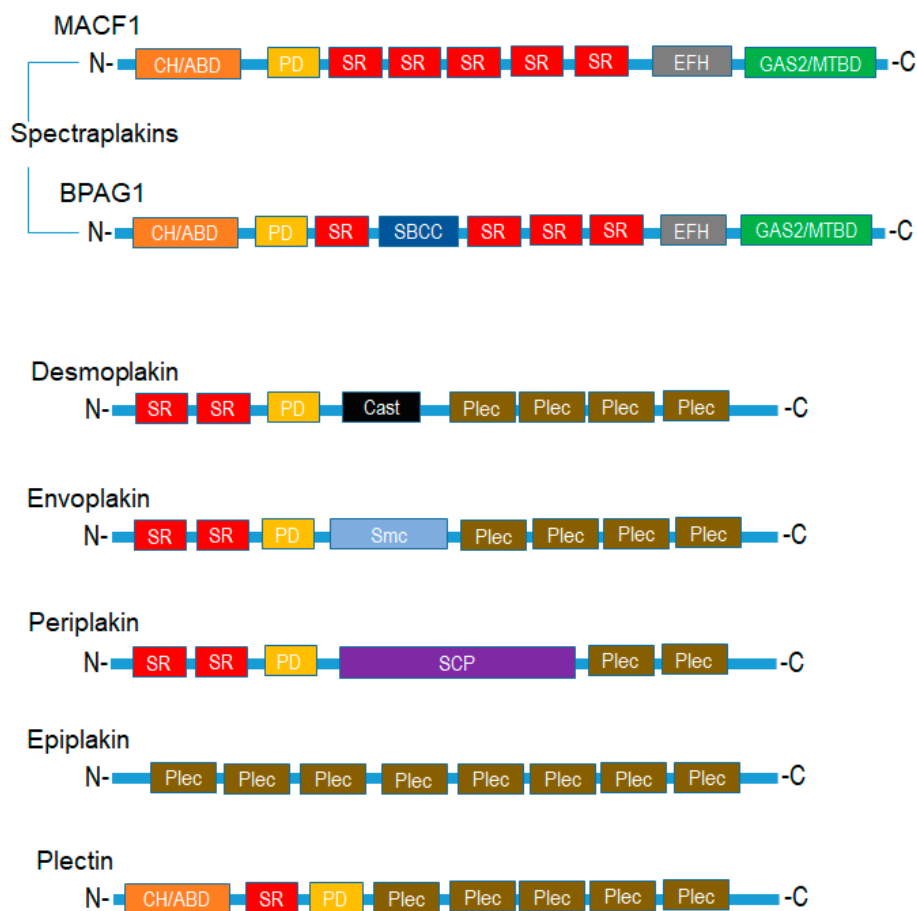 MACF1
N- CH/ABD PD SR SR SR SR SR EFH GAS2/MTBD -C
Spectraplakins
BPAG1
N- CH/ABD PD SR SBCC SR SR SR EFH GAS2/MTBD -C
Desmoplakin
N- SR SR PD Cast Plec Plec Plec Plec -C
Envoplakin
N- SR SR PD Smc Plec Plec Plec Plec -C
Periplakin
N- SR SR PD SCP Plec Plec -C
Epiplakin
N- Plec Plec Plec Plec Plec Plec Plec Plec -C
Plectin
N- CH/ABD SR PD Plec Plec Plec Plec Plec -C